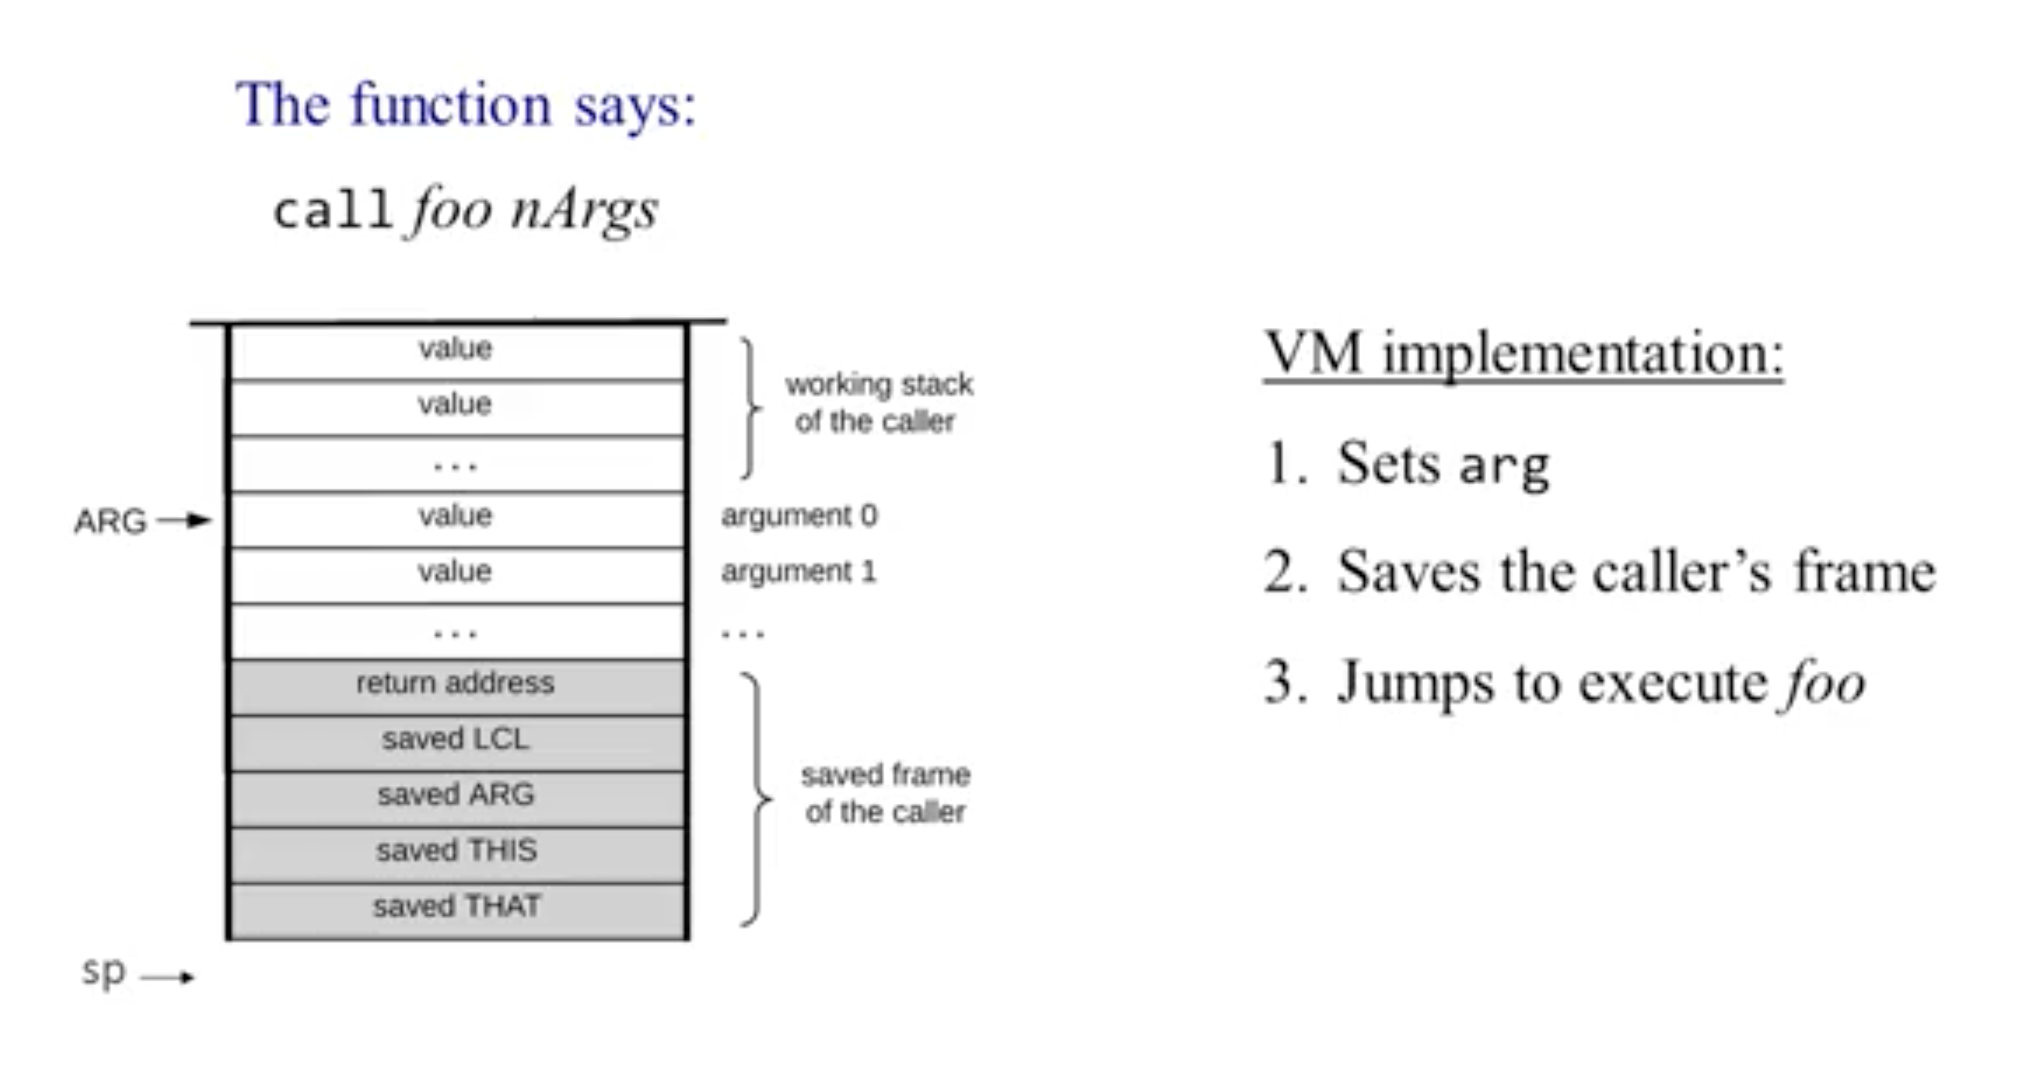 The function says:
call foo nArgs
value
value
...
working stack
of the caller
ARG
value
argument 0
value
argument 1
...
...
return address
saved LCL
saved ARG
saved THIS
saved THAT
saved frame
of the caller
sp
VM implementation:
1. Sets arg
2. Saves the caller’s frame
3. Jumps to execute foo